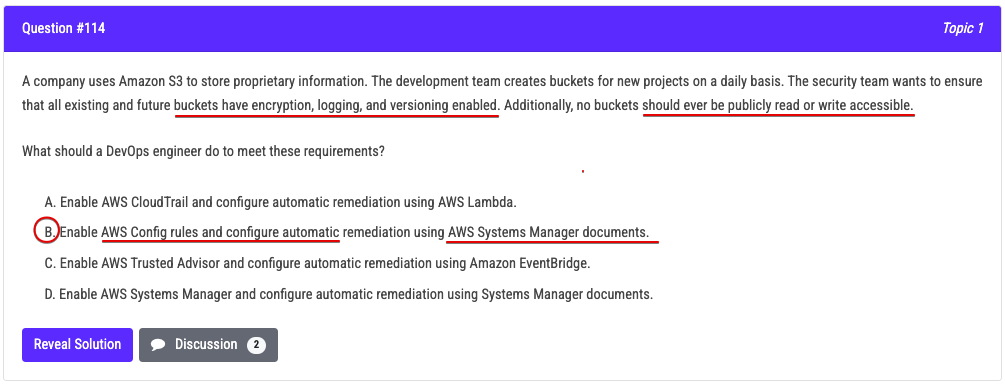 Question #114
Topic 1
A company uses Amazon S3 to store proprietary information. The development team creates buckets for new projects on a daily basis. The security team wants to ensure
that all existing and future buckets have encryption, logging, and versioning enabled. Additionally, no buckets should ever be publicly read or write accessible.
What should a DevOps engineer do to meet these requirements?
A. Enable AWS CloudTrail and configure automatic remediation using AWS Lambda.
B. Enable AWS Config rules and configure automatic remediation using AWS Systems Manager documents.
C. Enable AWS Trusted Advisor and configure automatic remediation using Amazon EventBridge.
D. Enable AWS Systems Manager and configure automatic remediation using Systems Manager documents.
Reveal Solution
Discussion 2